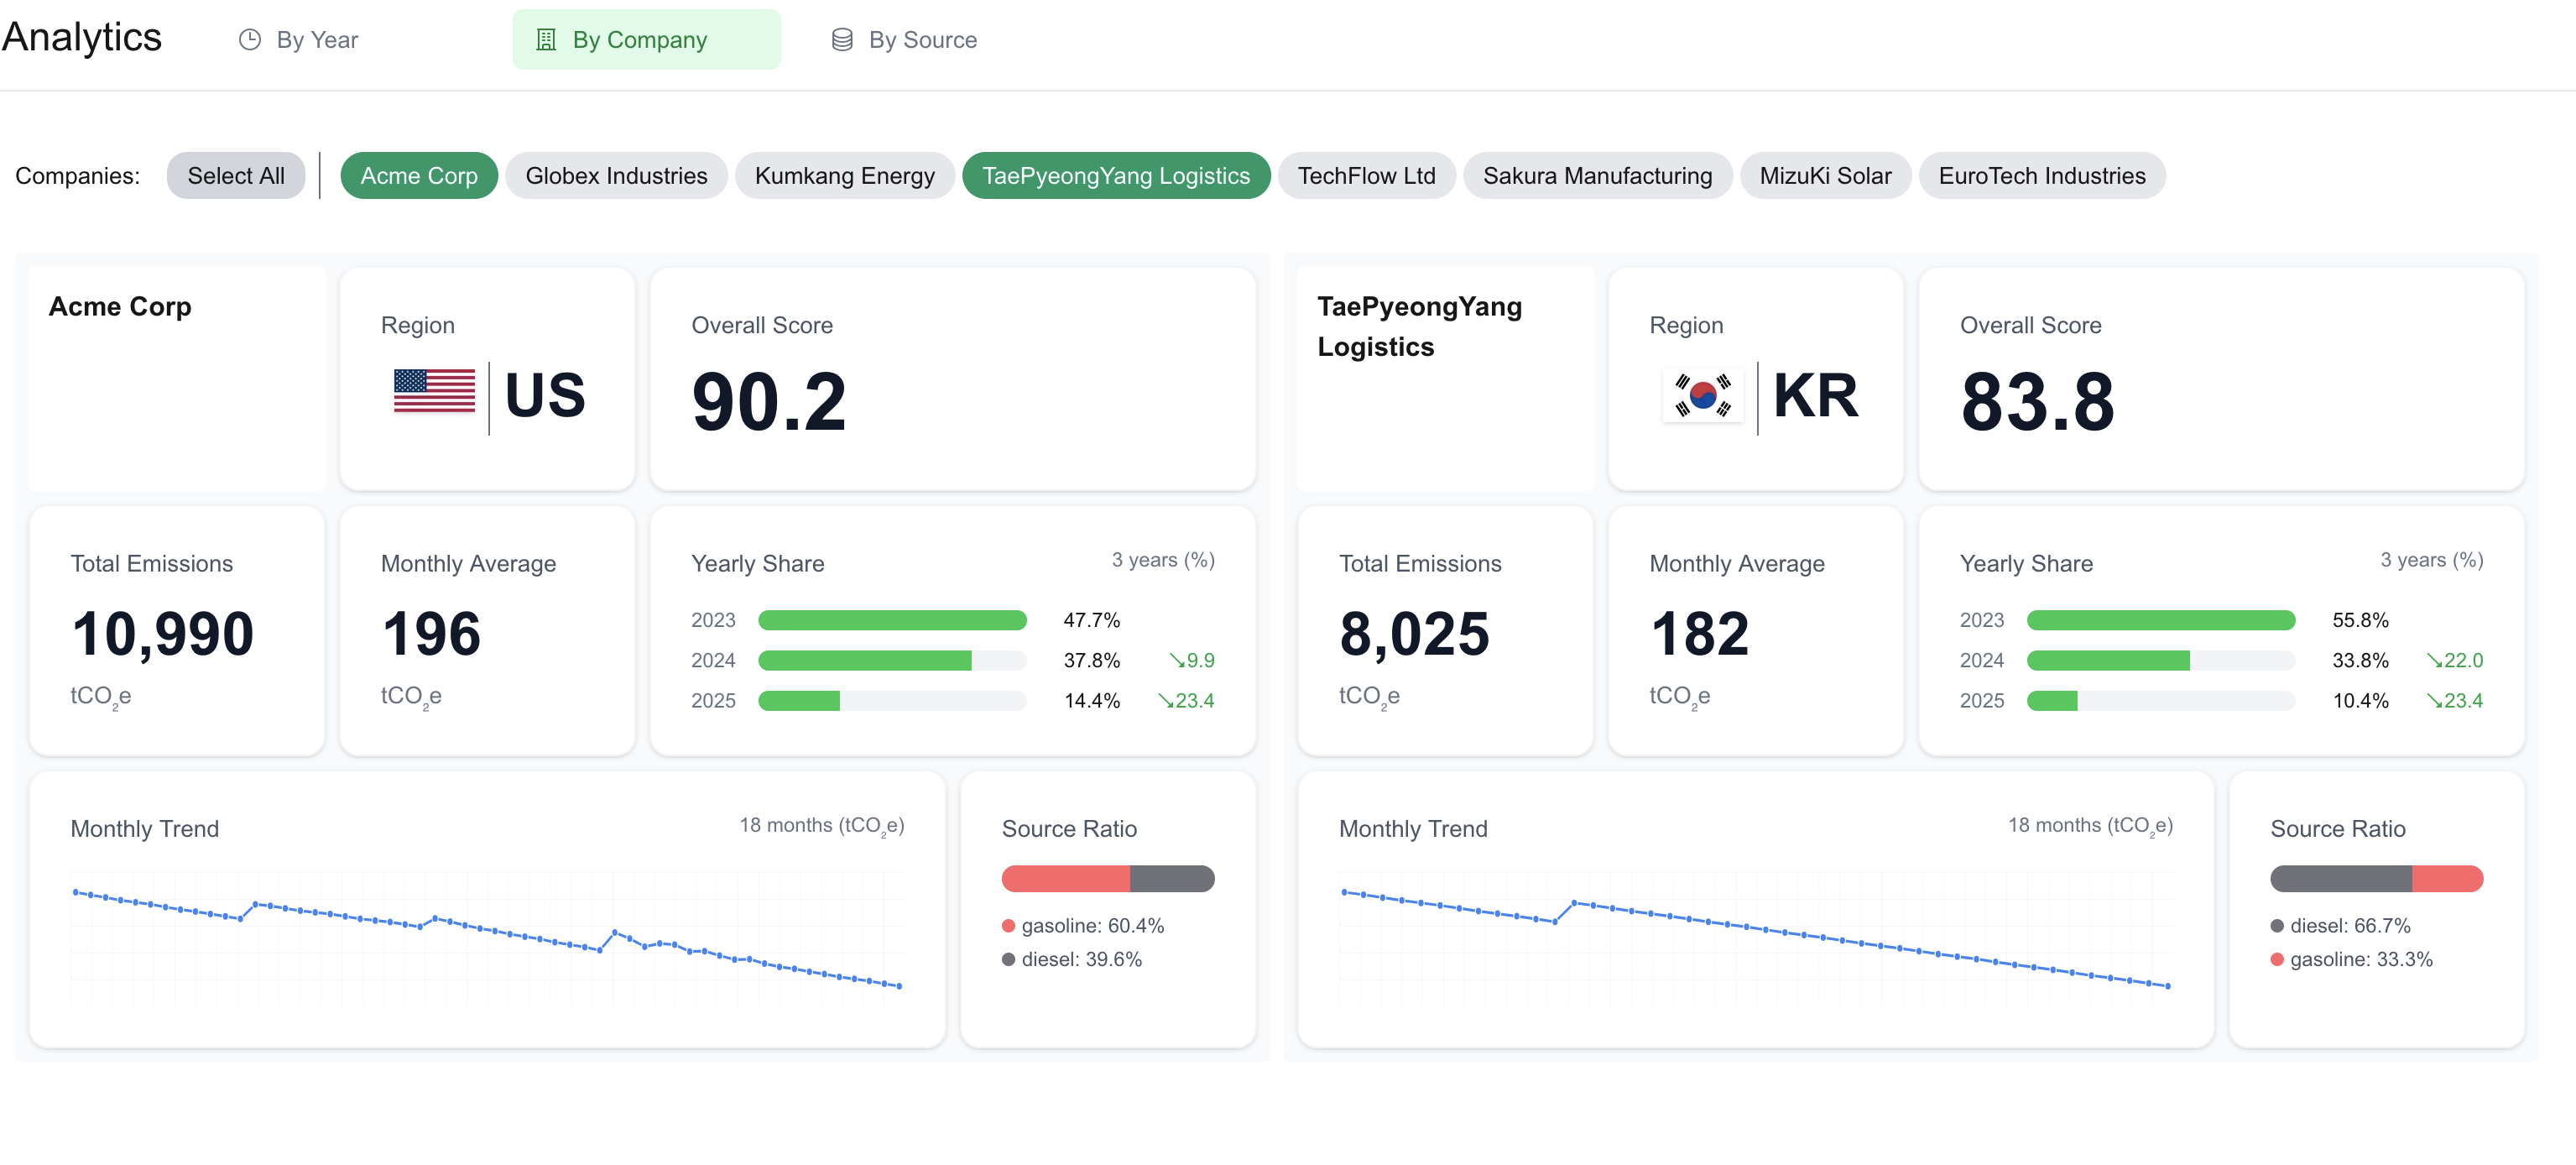 Analytics
By Year
By Company
By Source
Companies:
Select All
Acme Corp
Globex Industries
Kumkang Energy
TaePyeongYang Logistics
TechFlow Ltd
Sakura Manufacturing
MizuKi Solar
EuroTech Industries
Acme Corp
Region
US
Overall Score
90.2
Total Emissions
10,990
tCO₂e
Monthly Average
196
tCO₂e
Yearly Share
3 years (%)
2023 47.7%
2024 37.8% ↘9.9
2025 14.4% ↘23.4
Monthly Trend
18 months (tCO₂e)
Source Ratio
gasoline: 60.4%
diesel: 39.6%
TaePyeongYang
Logistics
Region
KR
Overall Score
83.8
Total Emissions
8,025
tCO₂e
Monthly Average
182
tCO₂e
Yearly Share
3 years (%)
2023 55.8%
2024 33.8% ↘22.0
2025 10.4% ↘23.4
Monthly Trend
18 months (tCO₂e)
Source Ratio
diesel: 66.7%
gasoline: 33.3%